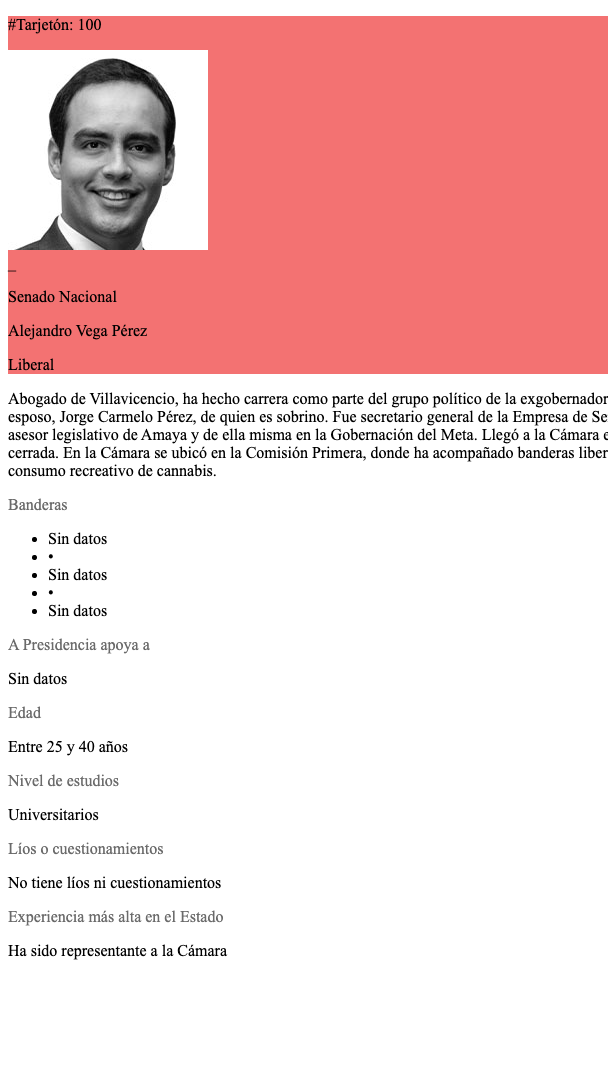 #Tarjetón: 100
_
Senado Nacional
Alejandro Vega Pérez
Liberal
Abogado de Villavicencio, ha hecho carrera como parte del grupo político de la exgobernador
esposo, Jorge Carmelo Pérez, de quien es sobrino. Fue secretario general de la Empresa de Se
asesor legislativo de Amaya y de ella misma en la Gobernación del Meta. Llegó a la Cámara e
cerrada. En la Cámara se ubicó en la Comisión Primera, donde ha acompañado banderas liber
consumo recreativo de cannabis.
Banderas
• Sin datos
• •
• Sin datos
• •
• Sin datos
A Presidencia apoya a
Sin datos
Edad
Entre 25 y 40 años
Nivel de estudios
Universitarios
Líos o cuestionamientos
No tiene líos ni cuestionamientos
Experiencia más alta en el Estado
Ha sido representante a la Cámara